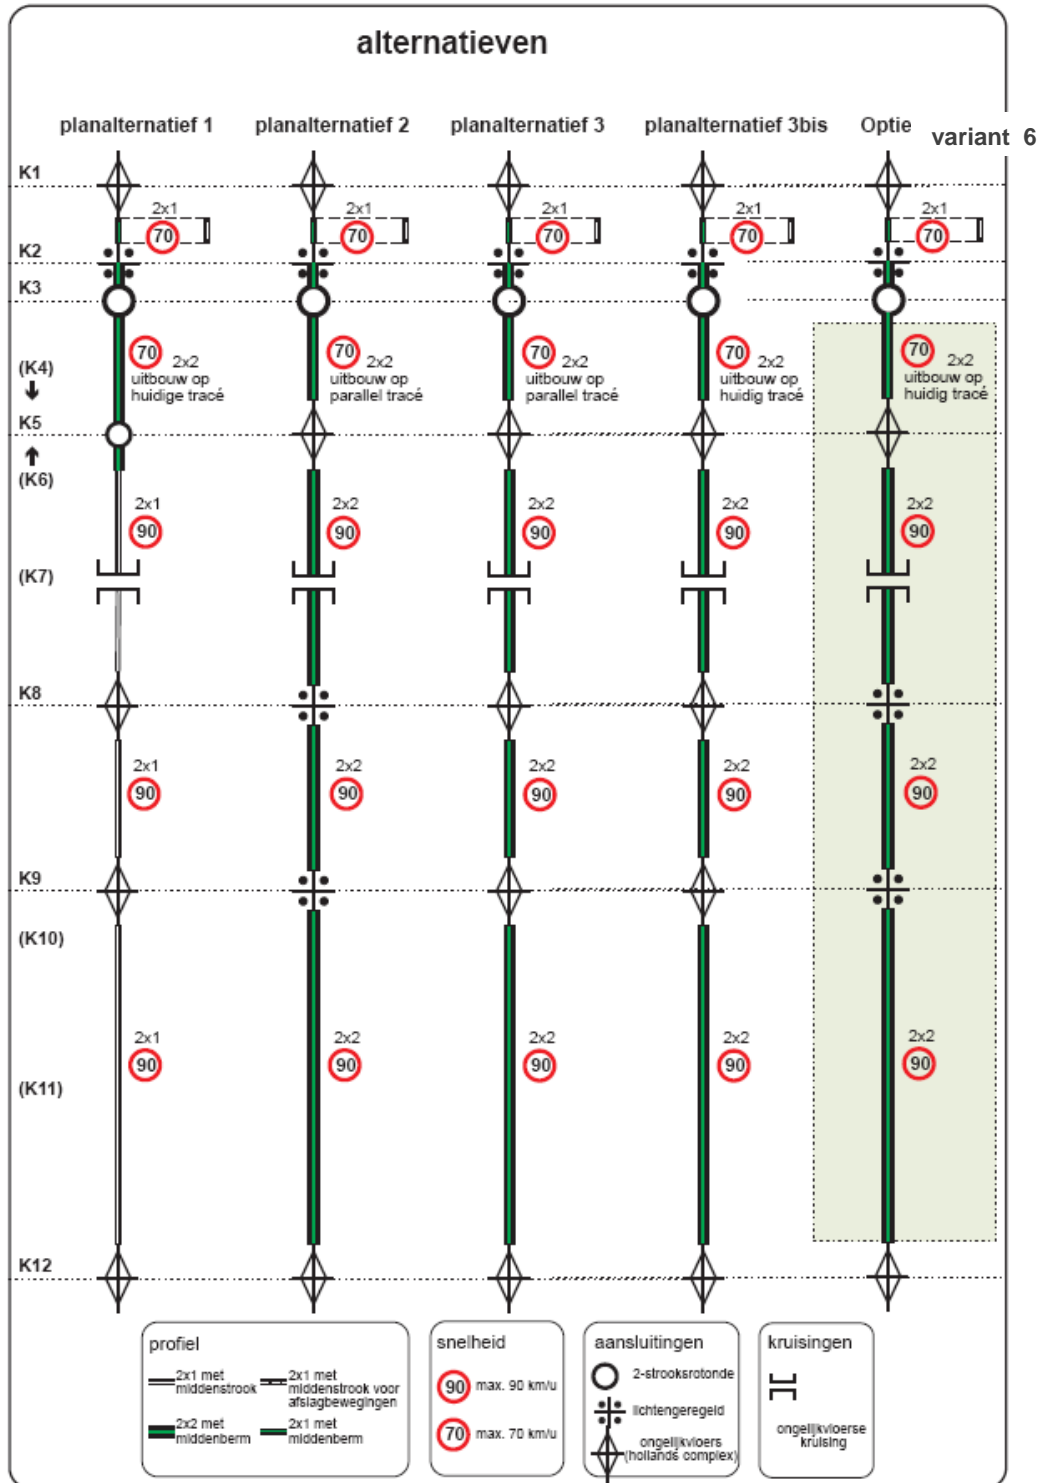 alternatieven
planalternatief 1 planalternatief 2 planalternatief 3 planalternatief 3bis Optie variant 6
K1
2x1 2x1 2x1 2x1 2x1
70 70 70 70 70
K2
K3
70 2x2 70 2x2 70 2x2 70 2x2 70 2x2
(K4) uitbouw op uitbouw op uitbouw op uitbouw op uitbouw op
huidige tracé parallel tracé parallel tracé huidig tracé huidig tracé
K5
(K6)
2x1 2x2 2x2 2x2 2x2
90 90 90 90 90
(K7)
K8
2x1 2x2 2x2 2x2 2x2
90 90 90 90 90
K9
(K10)
2x1 2x2 2x2 2x2 2x2
90 90 90 90 90
(K11)
K12
profiel
2x1 met
middenstrook
2x1 met
middenstrook voor
afslagbewegingen
2x2 met
middenberm
2x1 met
middenberm
snelheid
90 max. 90 km/u
70 max. 70 km/u
aansluitingen
2-strooksrotonde
lichtengeregeld
ongelijkvloers
(hollands complex)
kruisingen
ongelijkvloerse
kruising